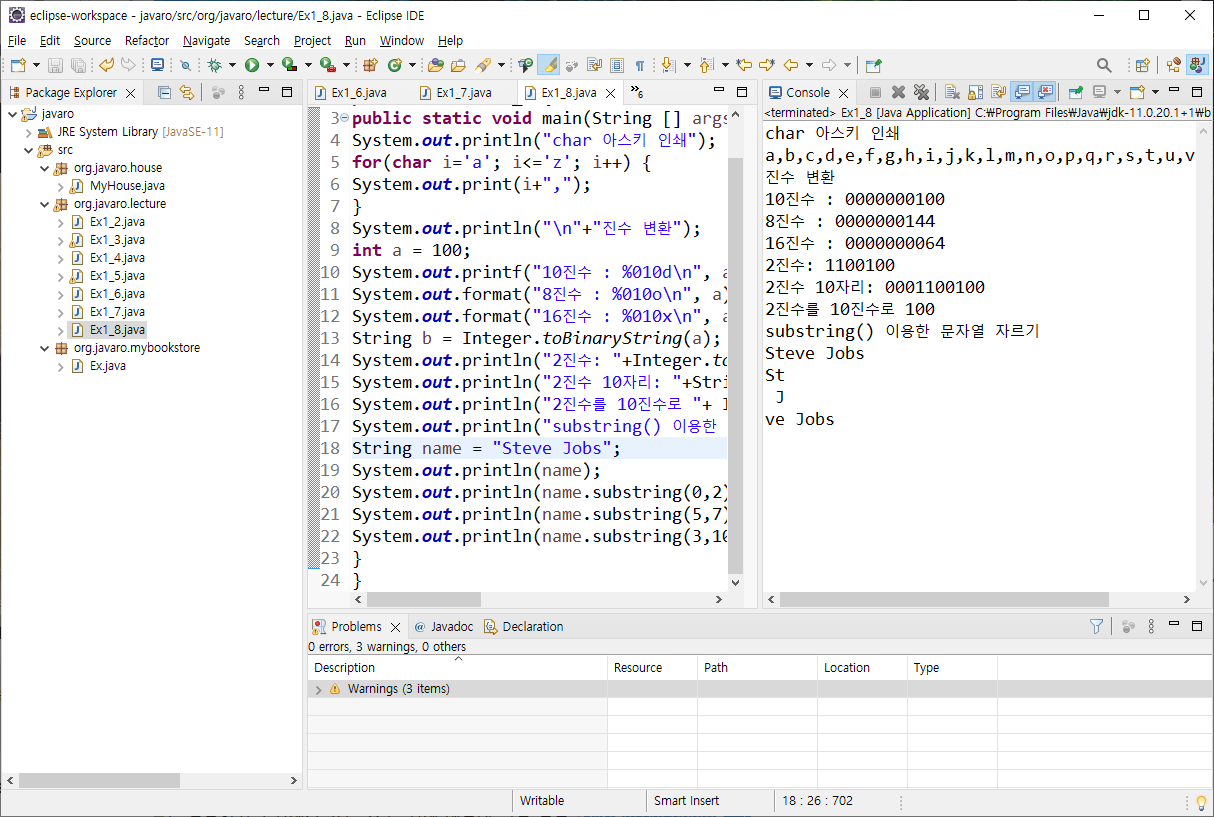 eclipse-workspace - javaro/src/org/javaro/lecture/Ex1_8.java - Eclipse IDE
File Edit Source Refactor Navigate Search Project Run Window Help
Package Explorer
javaro
JRE System Library [JavaSE-11]
src
org.javaro.house
MyHouse.java
org.javaro.lecture
Ex1_2.java
Ex1_3.java
Ex1_4.java
Ex1_5.java
Ex1_6.java
Ex1_7.java
Ex1_8.java
org.javaro.mybookstore
Ex.java
Ex1_6.java Ex1_7.java Ex1_8.java »6
3 public static void main(String [] args
4 System.out.println("char 아스키 인쇄");
5 for(char i='a'; i<='z'; i++) {
6 System.out.print(i+",");
7 }
8 System.out.println("\n"+"진수 변환");
9 int a = 100;
10 System.out.printf("10진수 : %010d\n", a
11 System.out.format("8진수 : %010o\n", a)
12 System.out.format("16진수 : %010x\n", a
13 String b = Integer.toBinaryString(a);
14 System.out.println("2진수: "+Integer.to
15 System.out.println("2진수 10자리: "+Stri
16 System.out.println("2진수를 10진수로 "+ I
17 System.out.println("substring() 이용한
18 String name = "Steve Jobs";
19 System.out.println(name);
20 System.out.println(name.substring(0,2)
21 System.out.println(name.substring(5,7)
22 System.out.println(name.substring(3,10
23 }
24 }
Console
<terminated> Ex1_8 [Java Application] C:₩Program Files₩Java₩jdk-11.0.20.1+1₩b
char 아스키 인쇄
a,b,c,d,e,f,g,h,i,j,k,l,m,n,o,p,q,r,s,t,u,v
진수 변환
10진수 : 0000000100
8진수 : 0000000144
16진수 : 0000000064
2진수: 1100100
2진수 10자리: 0001100100
2진수를 10진수로 100
substring() 이용한 문자열 자르기
Steve Jobs
St
J
ve Jobs
Problems @ Javadoc Declaration
0 errors, 3 warnings, 0 others
Description Resource Path Location Type
Warnings (3 items)
Writable Smart Insert 18 : 26 : 702